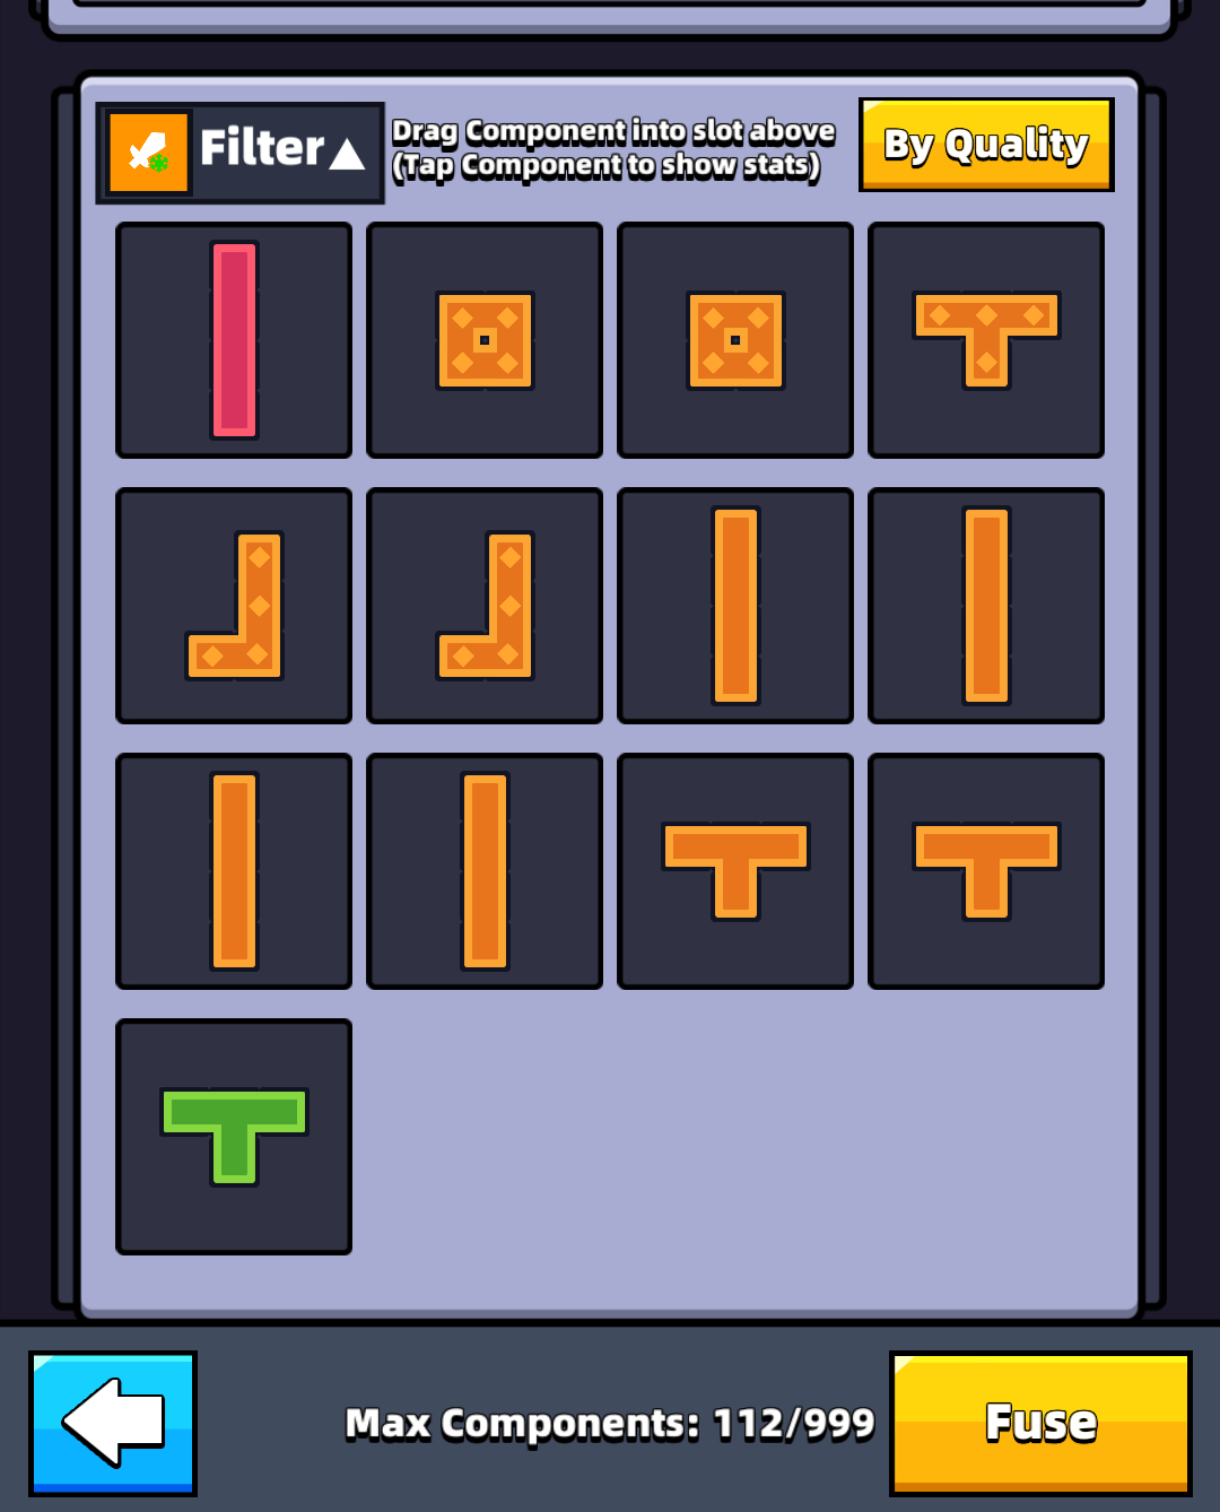 Filter
Drag Component into slot above
(Tap Component to show stats)
By Quality
Max Components: 112/999
Fuse